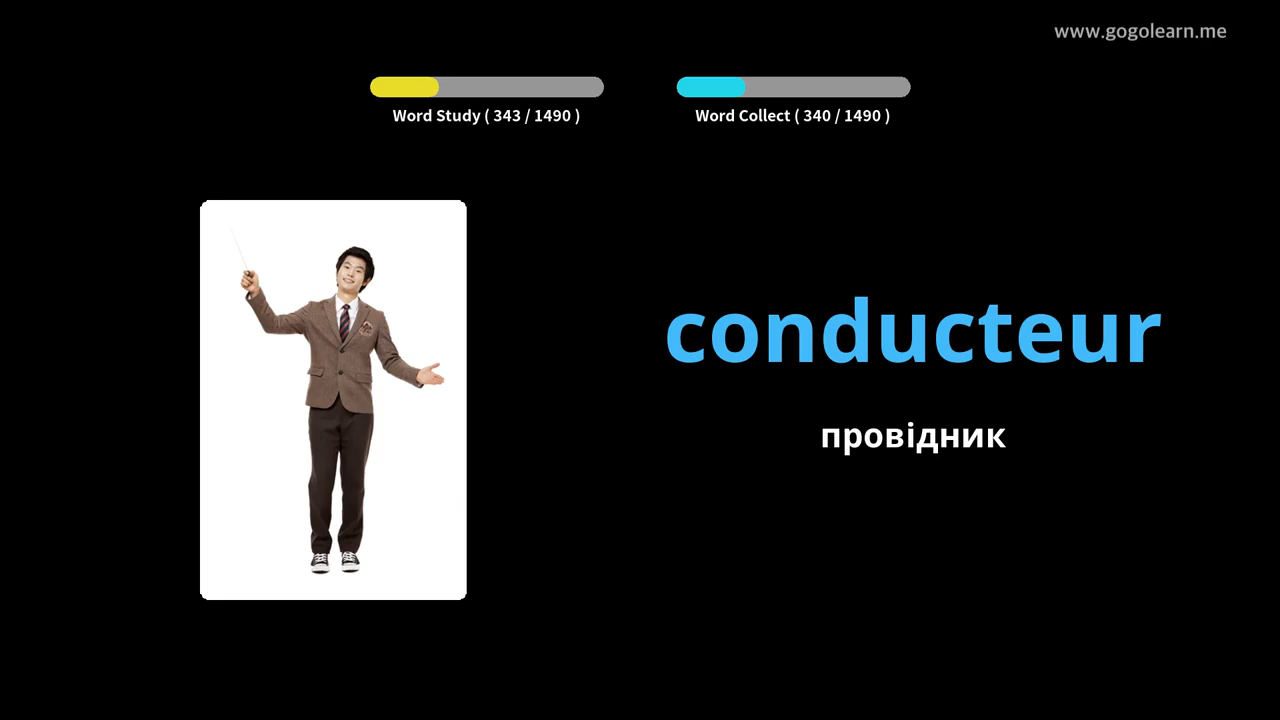 www.gogolearn.me
Word Study ( 343 / 1490 )
Word Collect ( 340 / 1490 )
conducteur
провідник